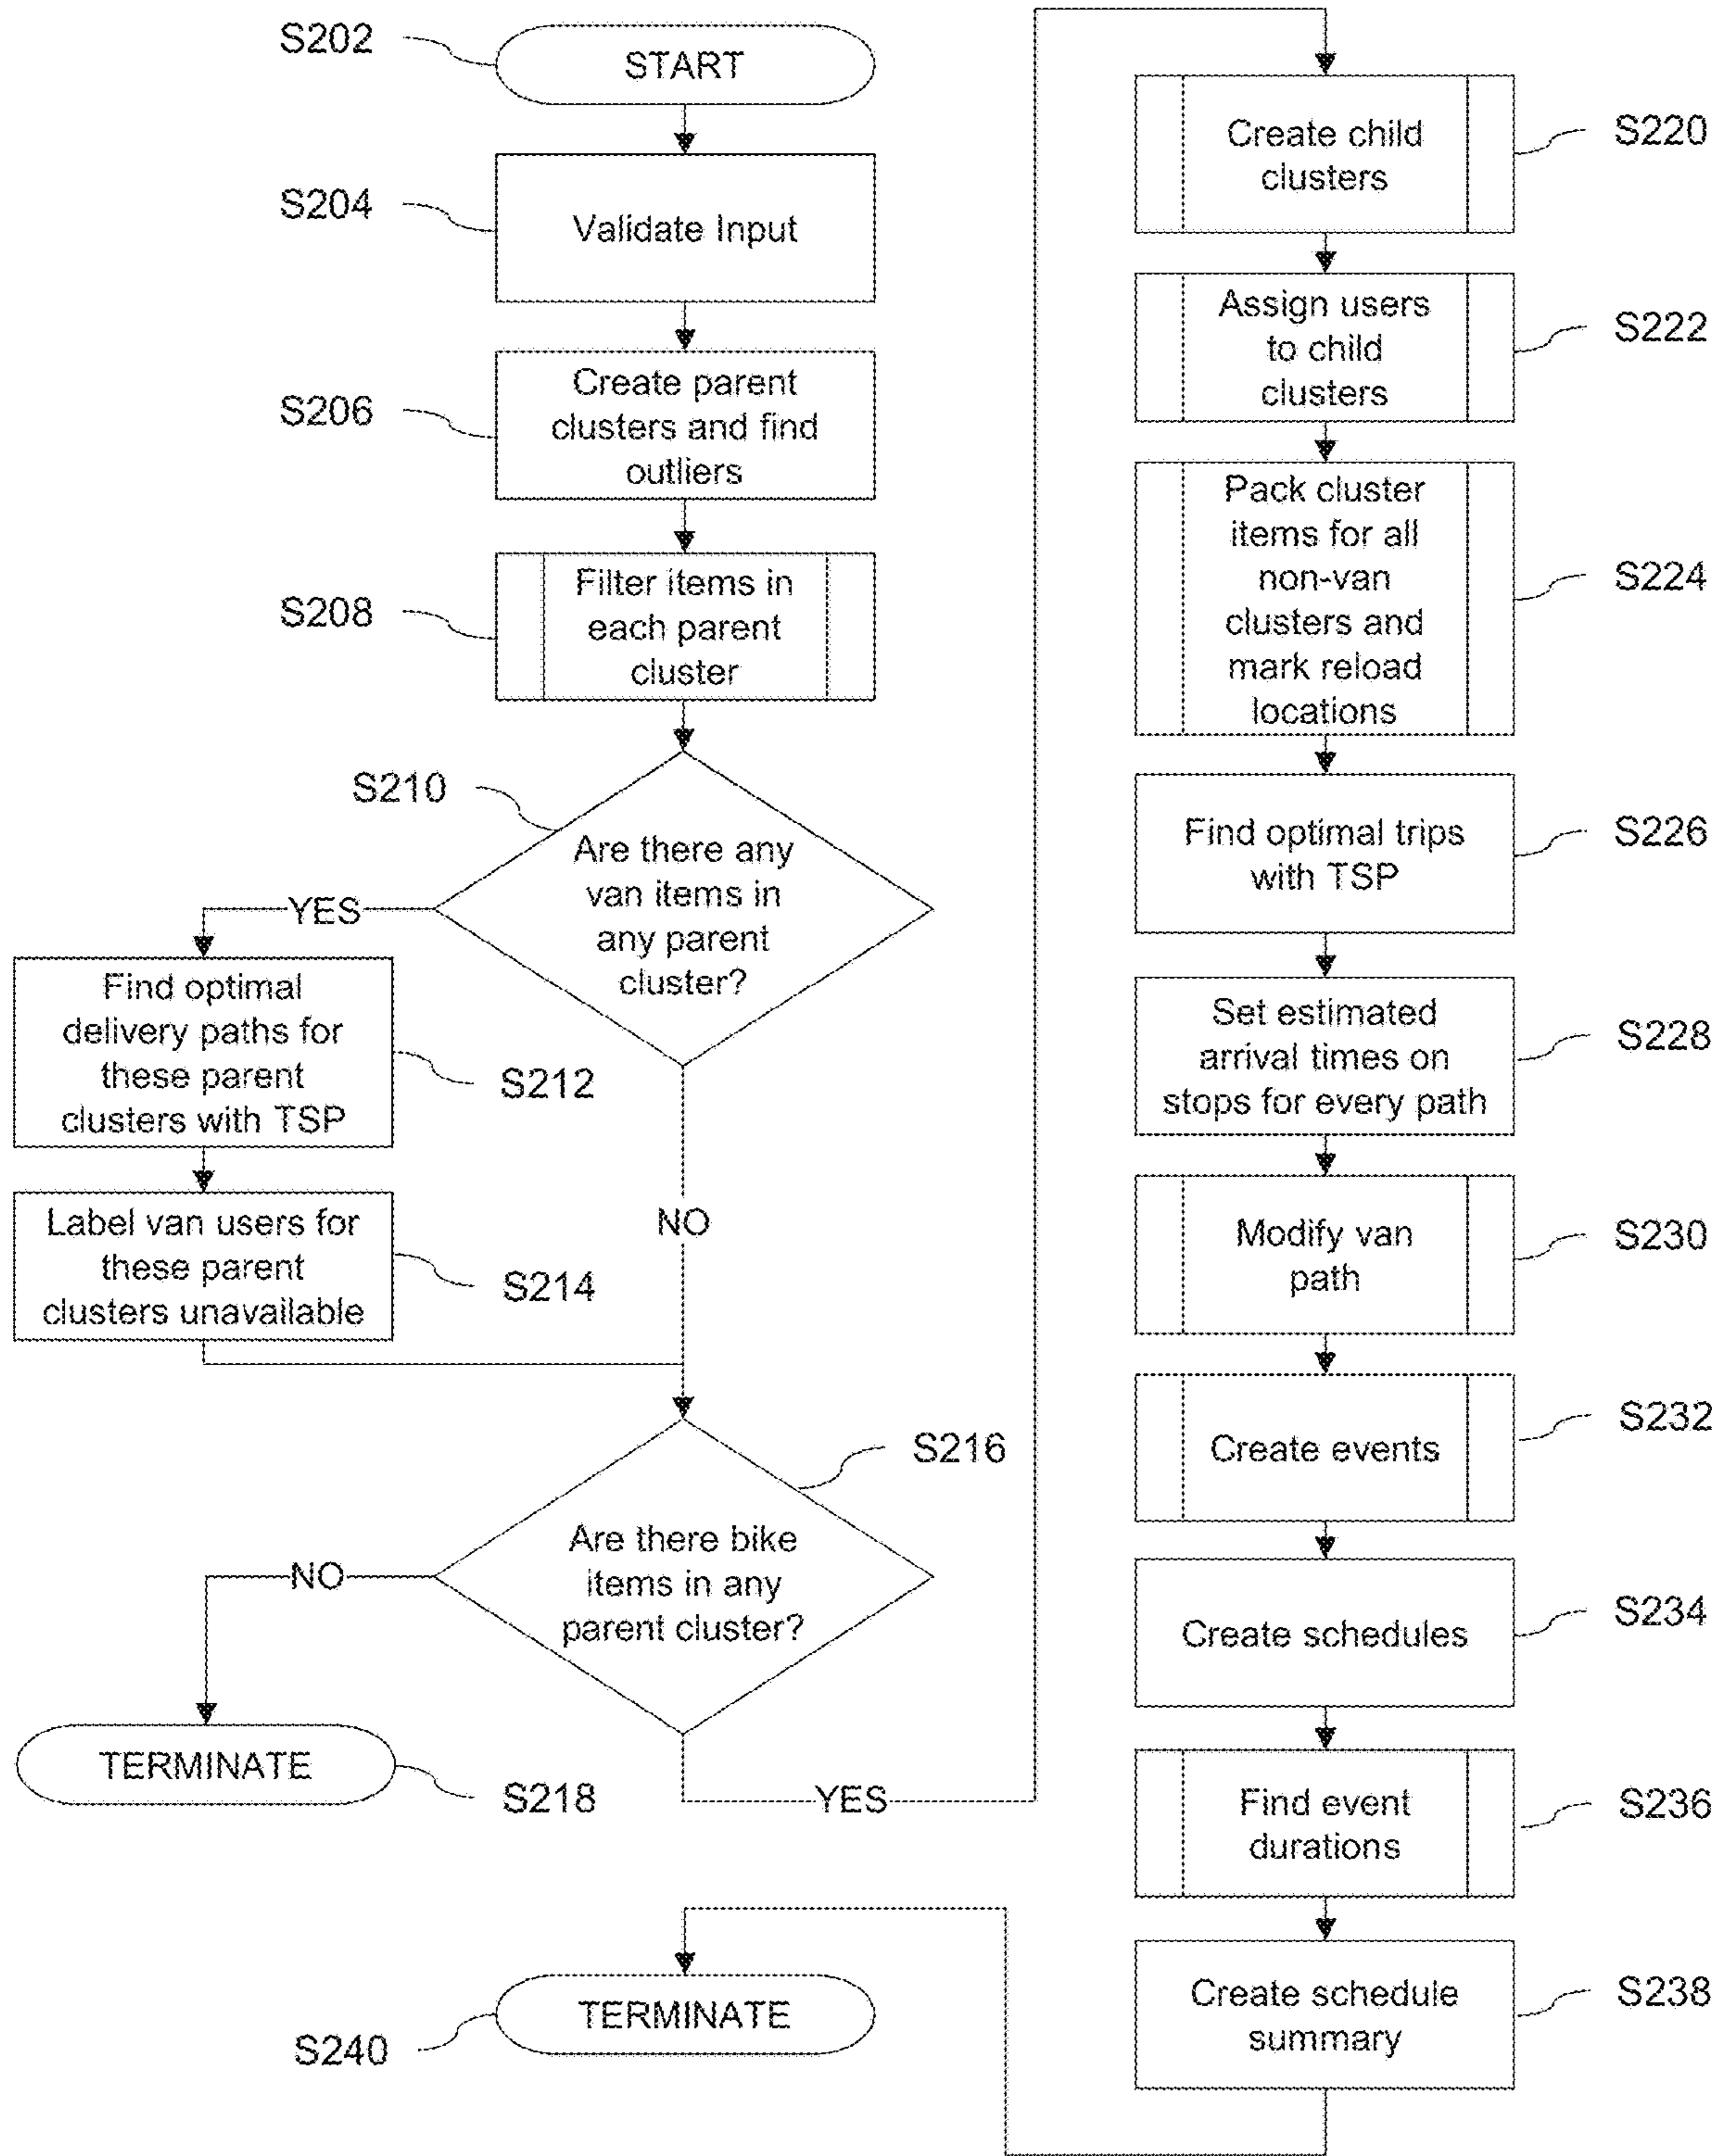 S202
START
S204
Validate Input
S206
Create parent
clusters and find
outliers
S208
Filter items in
each parent
cluster
S210
Are there any
van items in
any parent
cluster?
YES
Find optimal
delivery paths for
these parent
clusters with TSP
S212
Label van users for
these parent
clusters unavailable
S214
NO
S216
Are there bike
items in any
parent cluster?
NO
TERMINATE
S218
YES
Create child
clusters
S220
Assign users
to child
clusters
S222
Pack cluster
items for all
non-van
clusters and
mark reload
locations
S224
Find optimal trips
with TSP
S226
Set estimated
arrival times on
stops for every path
S228
Modify van
path
S230
Create events
S232
Create schedules
S234
Find event
durations
S236
Create schedule
summary
S238
TERMINATE
S240